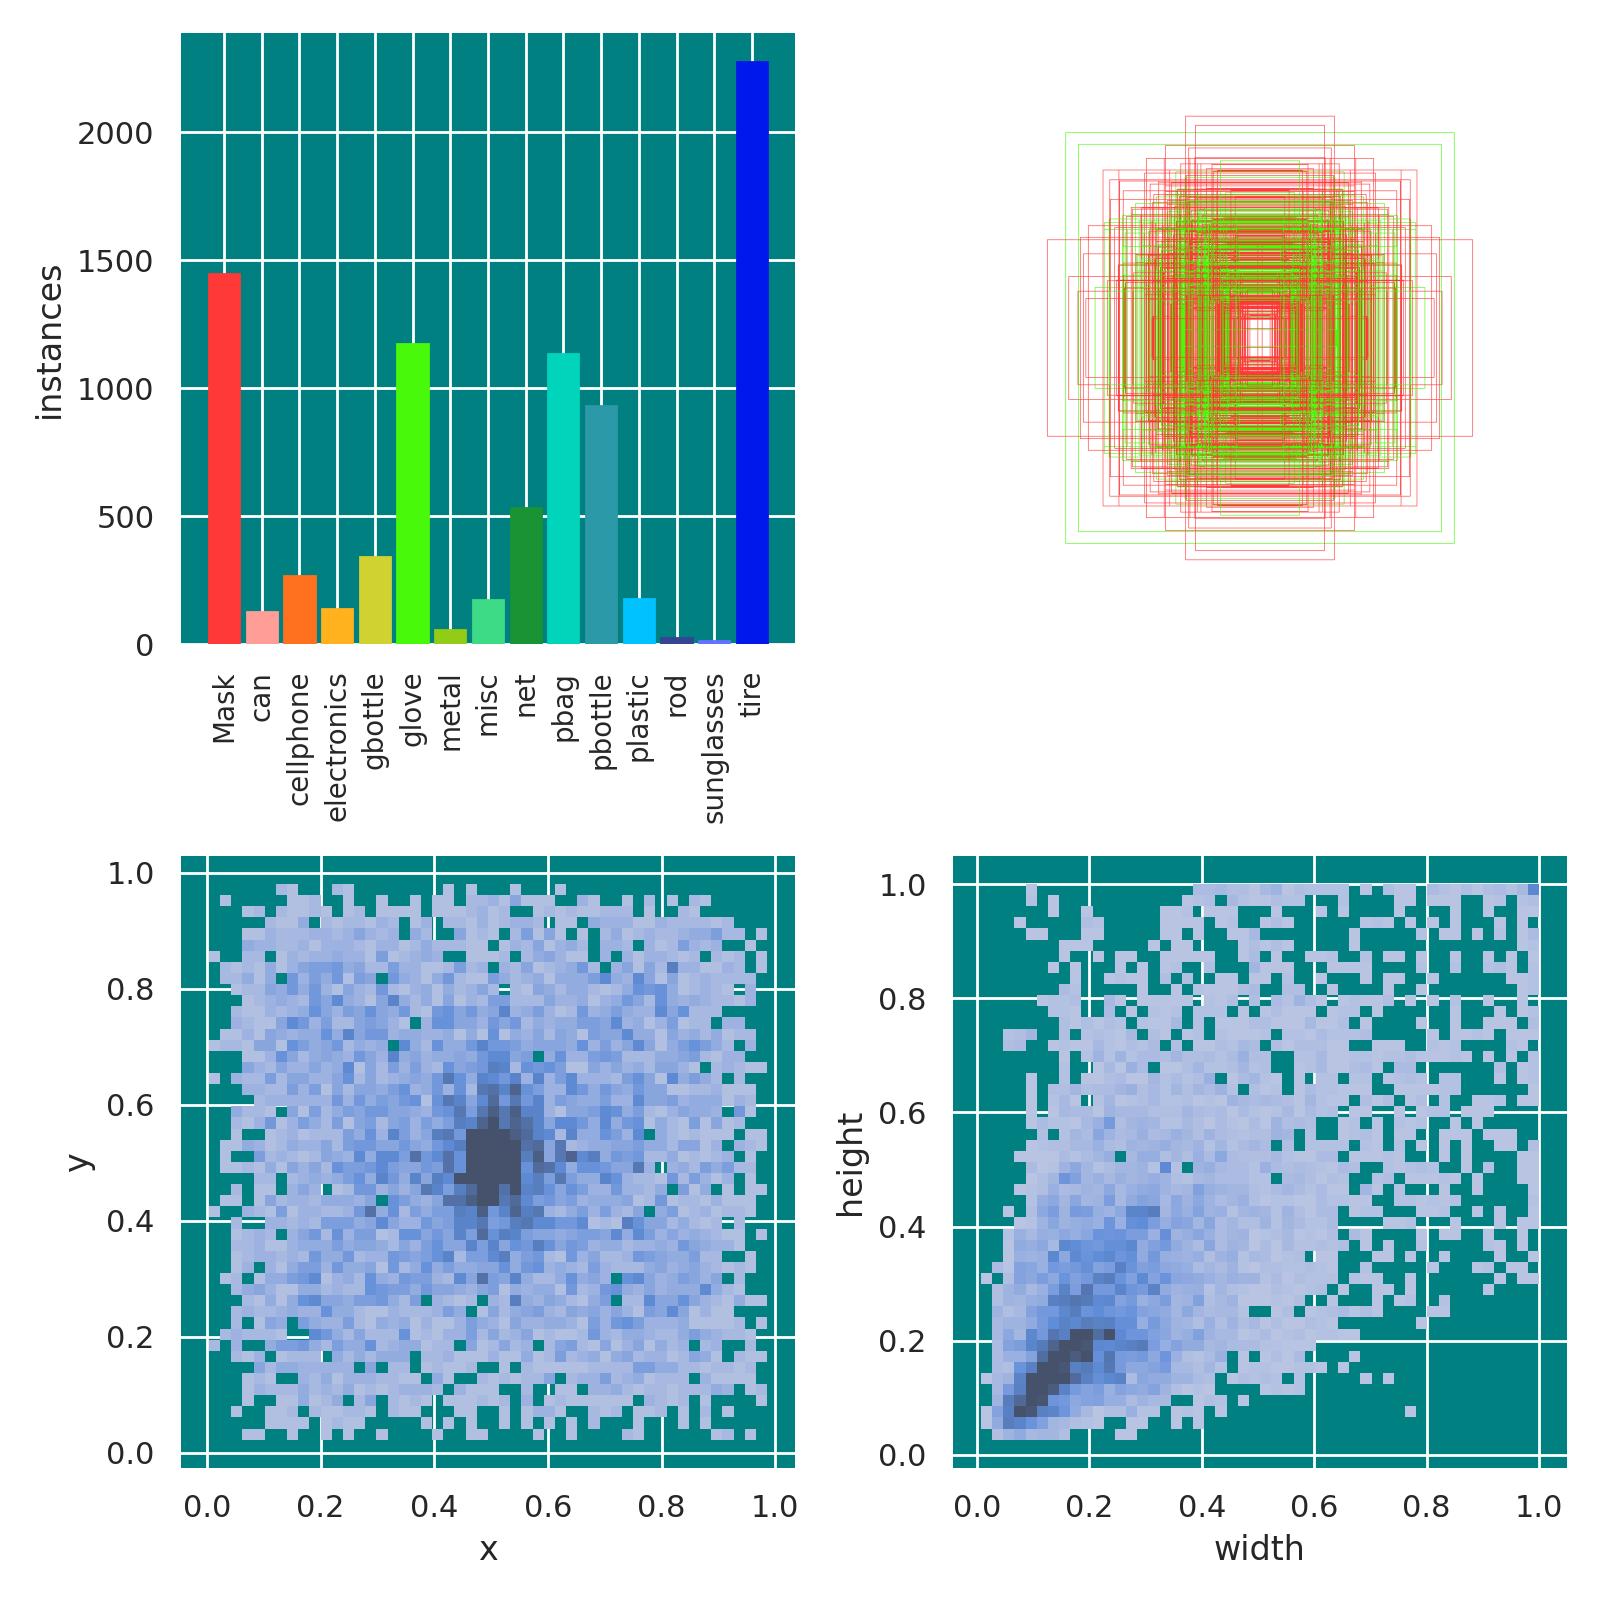 instances
2000
1500
1000
500
0
Mask
can
cellphone
electronics
gbottle
glove
metal
misc
net
pbag
pbottle
plastic
rod
sunglasses
tire
y
1.0
0.8
0.6
0.4
0.2
0.0
0.0 0.2 0.4 0.6 0.8 1.0
x
height
1.0
0.8
0.6
0.4
0.2
0.0
0.0 0.2 0.4 0.6 0.8 1.0
width